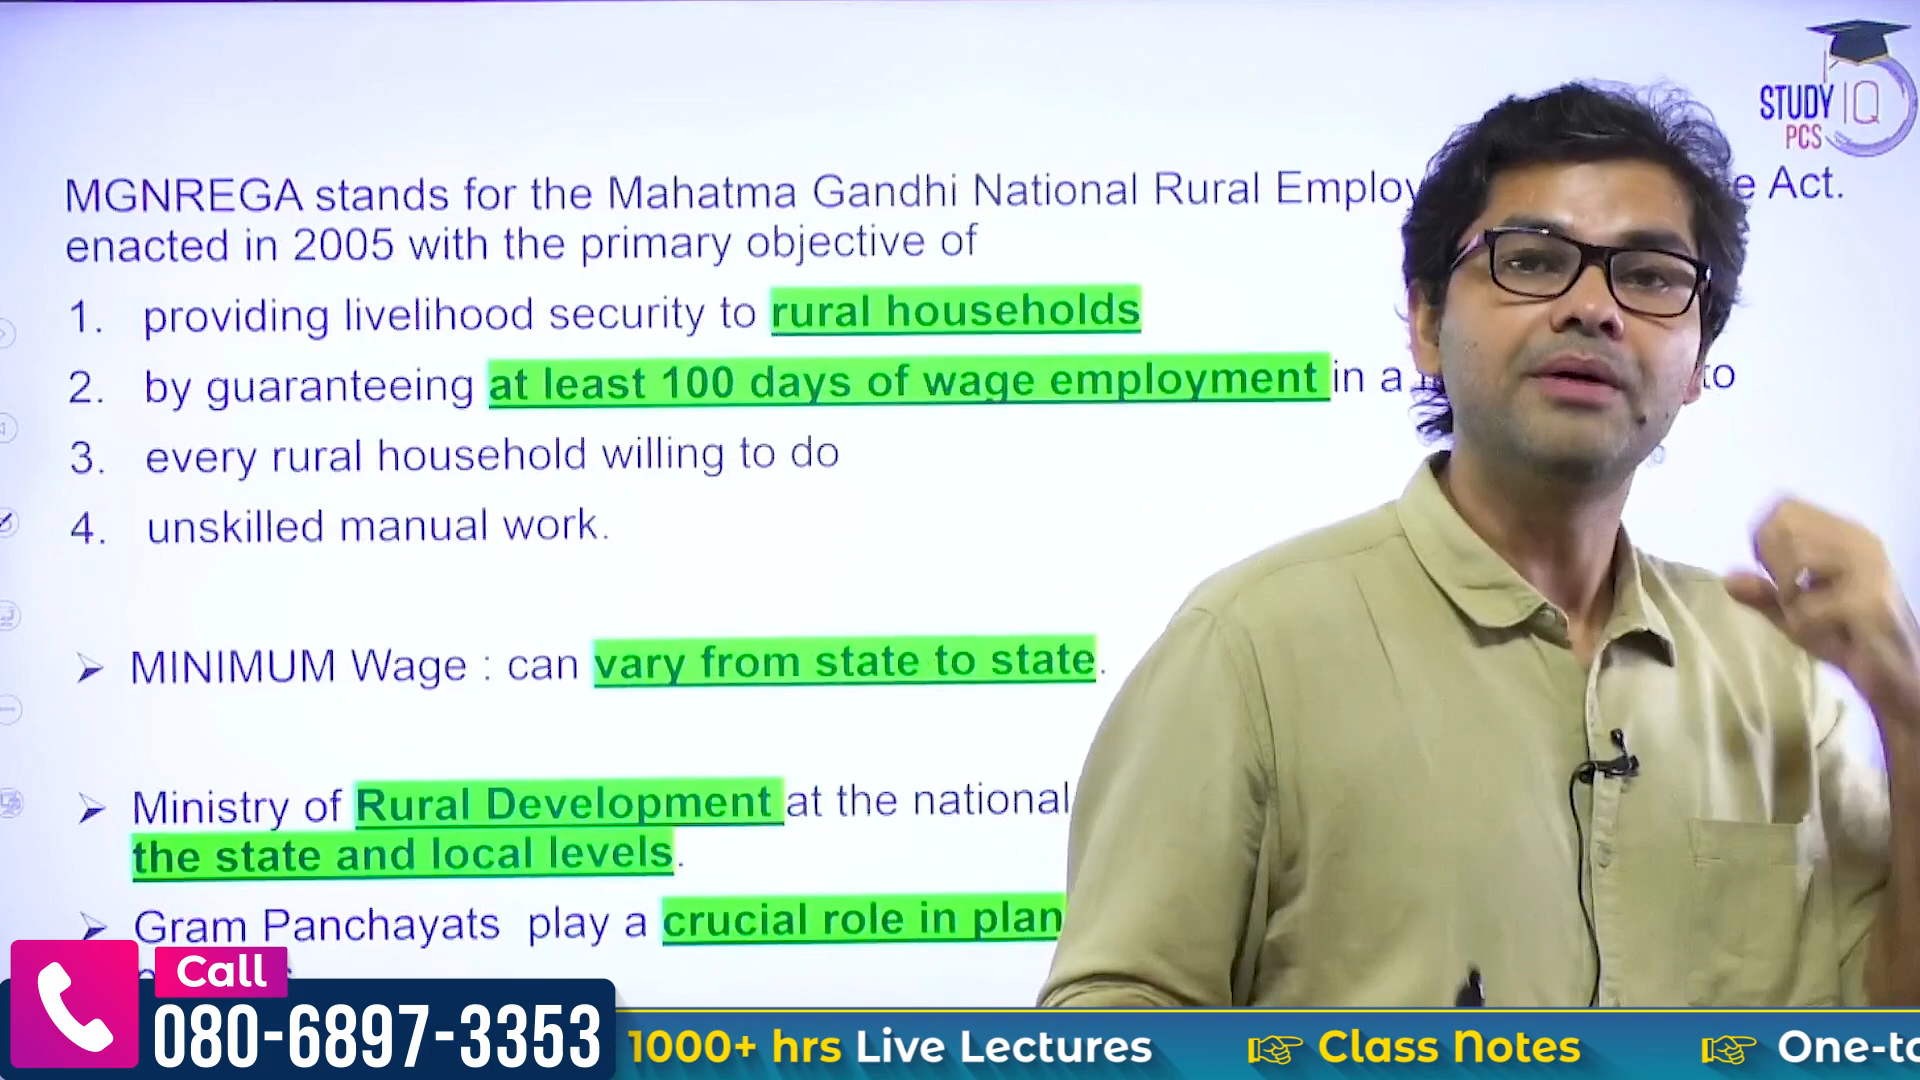 STUDY IQ
PCS
MGNREGA stands for the Mahatma Gandhi National Rural Employ e Act.
enacted in 2005 with the primary objective of
1. providing livelihood security to rural households
2. by guaranteeing at least 100 days of wage employment in a to
3. every rural household willing to do
4. unskilled manual work.
➢ MINIMUM Wage : can vary from state to state.
➢ Ministry of Rural Development at the national
the state and local levels.
➢ Gram Panchayats play a crucial role in plan
Call
080-6897-3353
1000+ hrs Live Lectures Class Notes One-to